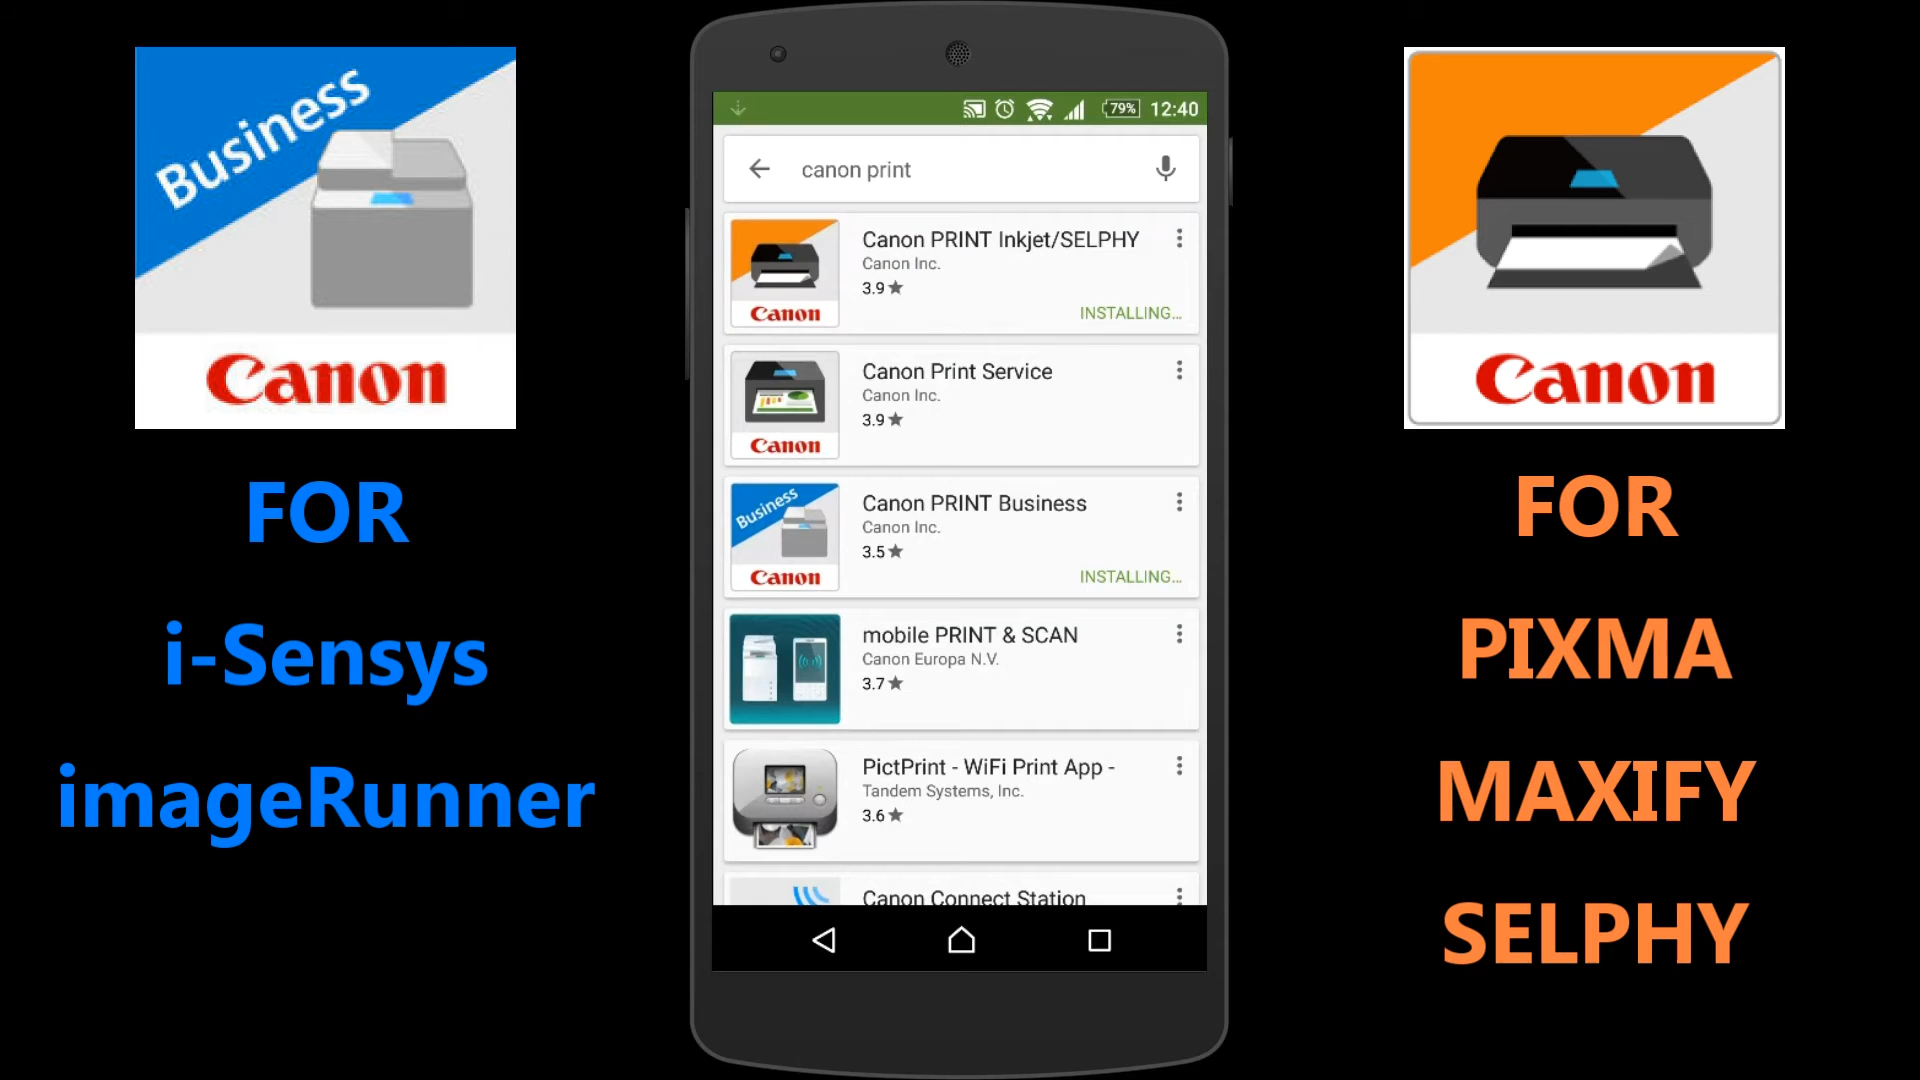 Business
Canon
FOR
i-Sensys
imageRunner
79% 12:40
canon print
Canon PRINT Inkjet/SELPHY
Canon Inc.
3.9
INSTALLING...
Canon
Canon Print Service
Canon Inc.
3.9
Canon
Business
Canon PRINT Business
Canon Inc.
3.5
INSTALLING...
Canon
mobile PRINT & SCAN
Canon Europa N.V.
3.7
PictPrint - WiFi Print App -
Tandem Systems, Inc.
3.6
Canon Connect Station
Canon
FOR
PIXMA
MAXIFY
SELPHY